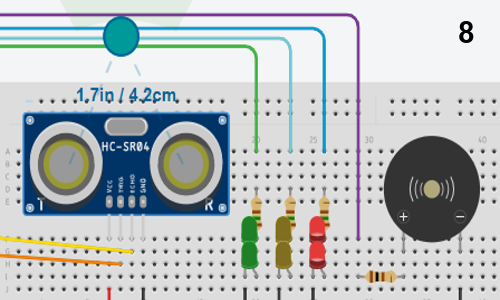 8
1.7in / 4.2cm
HC-SR04
VCC
TRIG
ECHO
GND
T
R
20
25
30
40
A
B
C
D
E
G
H
I
J
+
−